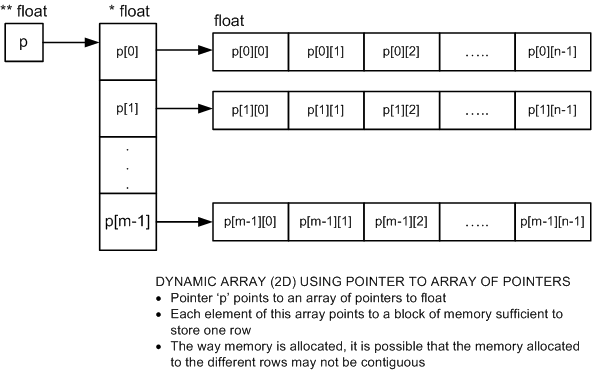 ** float * float float
p p[0] p[0][0] p[0][1] p[0][2] ..... p[0][n-1]
p[1] p[1][0] p[1][1] p[1][2] ..... p[1][n-1]
.
.
.
p[m-1] p[m-1][0] p[m-1][1] p[m-1][2] ..... p[m-1][n-1]
DYNAMIC ARRAY (2D) USING POINTER TO ARRAY OF POINTERS
• Pointer ‘p’ points to an array of pointers to float
• Each element of this array points to a block of memory sufficient to
store one row
• The way memory is allocated, it is possible that the memory allocated
to the different rows may not be contiguous